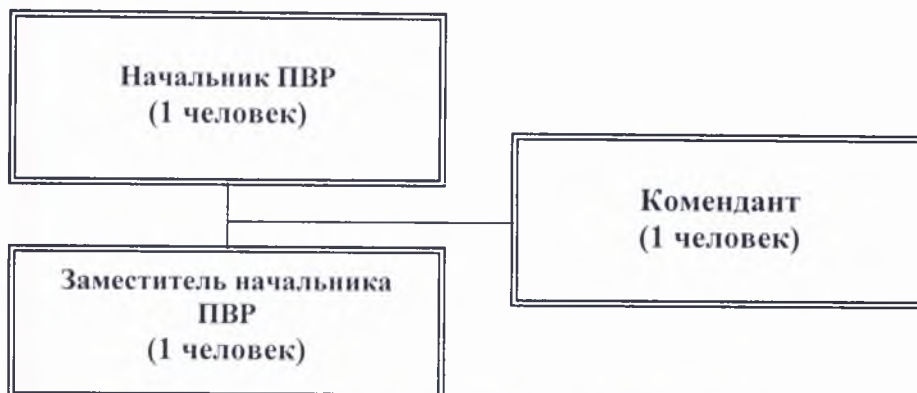 Начальник ПВР
(1 человек)
Комендант
(1 человек)
Заместитель начальника
ПВР
(1 человек)